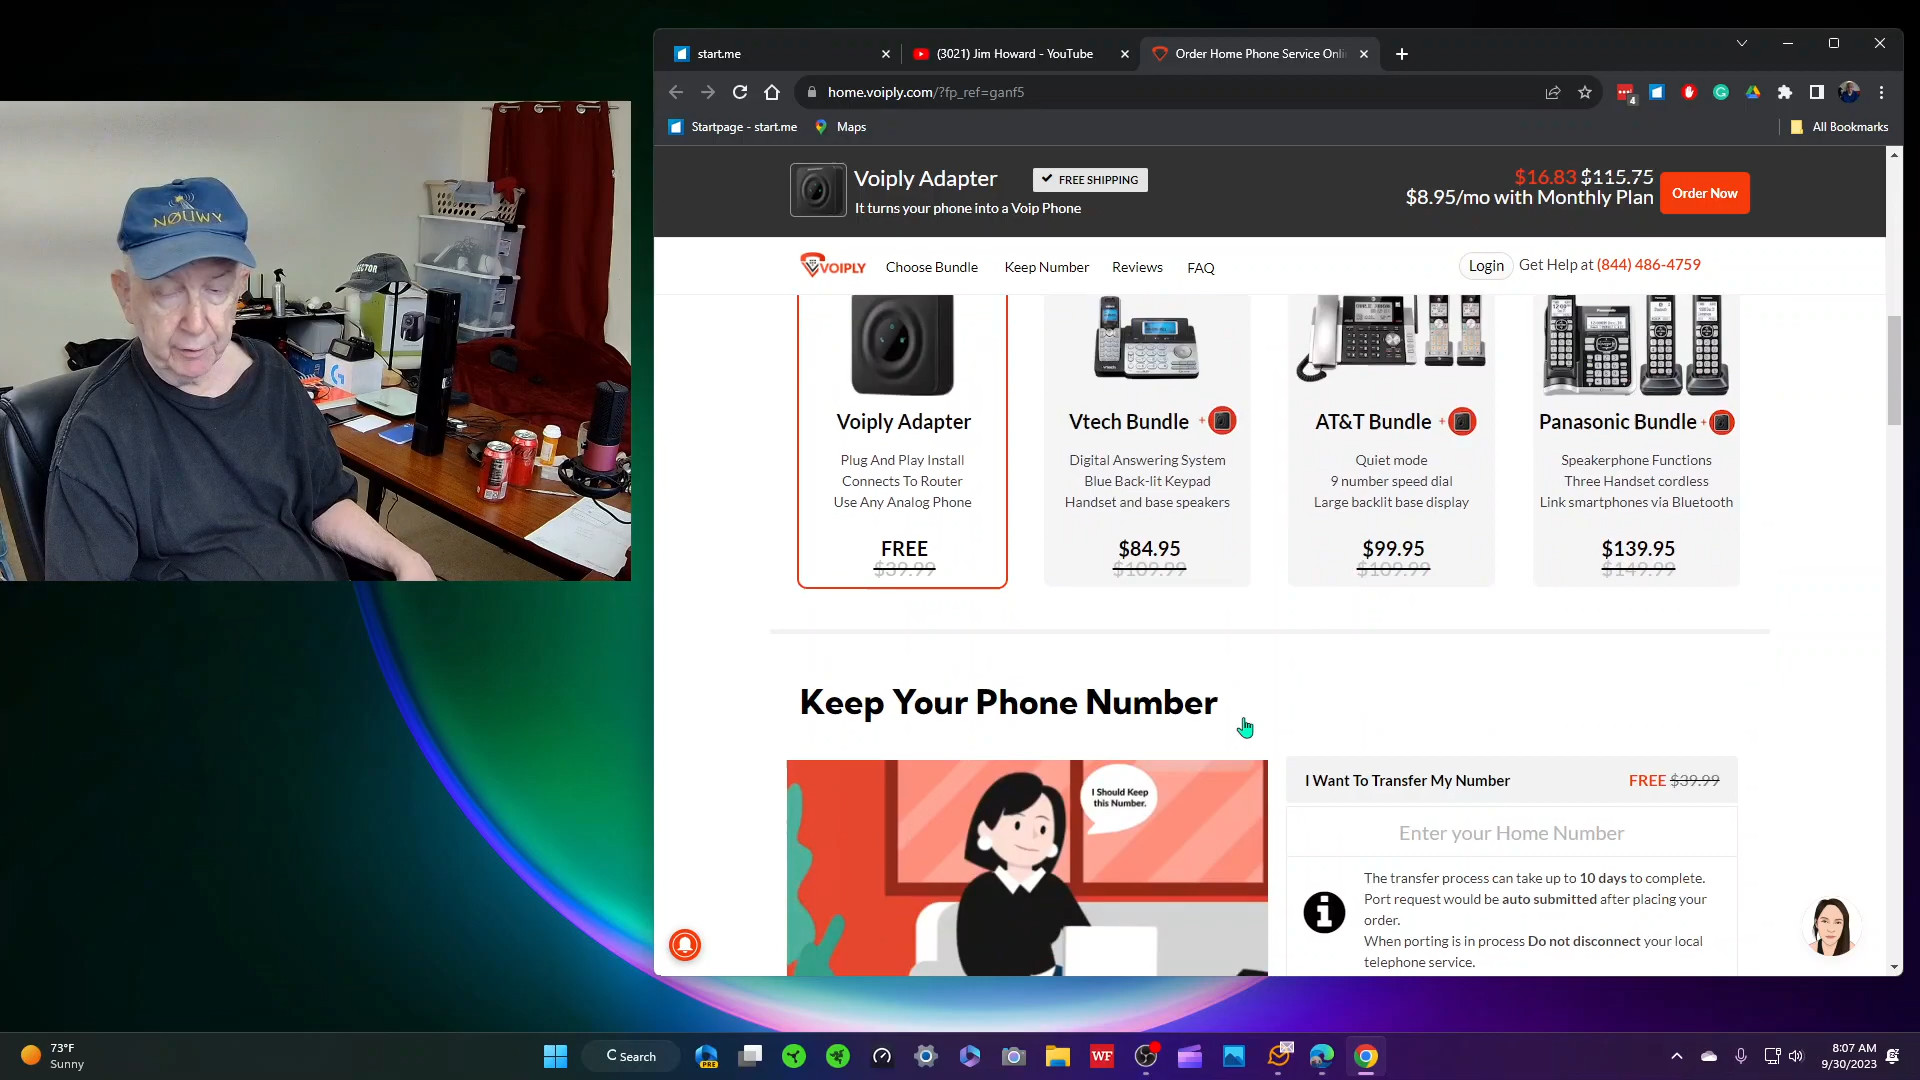 start.me
(3021) Jim Howard - YouTube
Order Home Phone Service Onli
home.voiply.com/?fp_ref=ganf5
4
Startpage - start.me
Maps
All Bookmarks
NØUWY
Voiply Adapter
FREE SHIPPING
It turns your phone into a Voip Phone
$16.83 $115.75
$8.95/mo with Monthly Plan
Order Now
VOIPLY
Choose Bundle
Keep Number
Reviews
FAQ
Login
Get Help at (844) 486-4759
Voiply Adapter
Plug And Play Install
Connects To Router
Use Any Analog Phone
FREE
$39.99
Vtech Bundle +
Digital Answering System
Blue Back-lit Keypad
Handset and base speakers
$84.95
$109.99
AT&T Bundle +
Quiet mode
9 number speed dial
Large backlit base display
$99.95
$109.99
Panasonic Bundle +
Speakerphone Functions
Three Handset cordless
Link smartphones via Bluetooth
$139.95
$149.99
Keep Your Phone Number
I Should Keep
this Number.
I Want To Transfer My Number
FREE $39.99
Enter your Home Number
The transfer process can take up to 10 days to complete.
Port request would be auto submitted after placing your
order.
When porting is in process Do not disconnect your local
telephone service.
73°F
Sunny
Search
PRE
WF
8:07 AM
9/30/2023